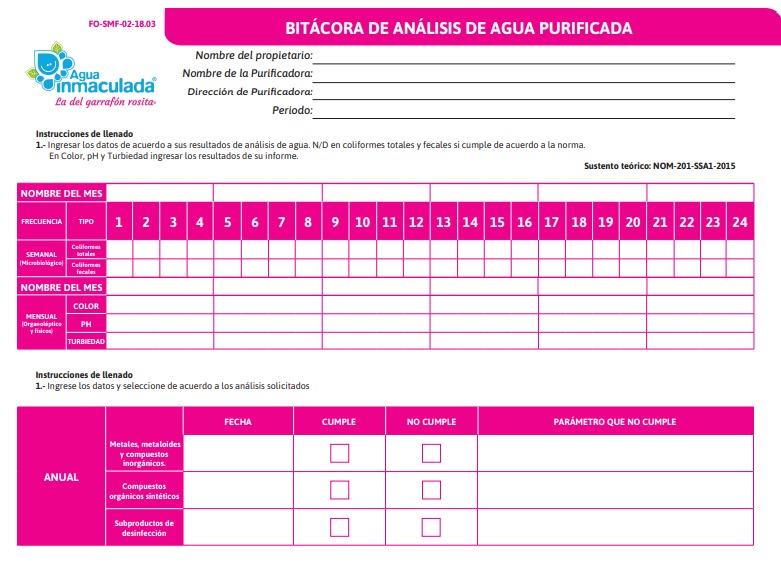 FO-SMF-02-18.03
BITÁCORA DE ANÁLISIS DE AGUA PURIFICADA
Agua
inmaculada®
La del garrafón rosita®
Nombre del propietario:
Nombre de la Purificadora:
Dirección de Purificadora:
Periodo:
Instrucciones de llenado
1.- Ingresar los datos de acuerdo a sus resultados de análisis de agua. N/D en coliformes totales y fecales si cumple de acuerdo a la norma.
En Color, pH y Turbiedad ingresar los resultados de su informe.
Sustento teórico: NOM-201-SSA1-2015
NOMBRE DEL MES
FRECUENCIA TIPO 1 2 3 4 5 6 7 8 9 10 11 12 13 14 15 16 17 18 19 20 21 22 23 24
SEMANAL
(Microbiológico)
Coliformes
totales
Coliformes
fecales
NOMBRE DEL MES
MENSUAL
(Organoléptico
y físicos)
COLOR
PH
TURBIEDAD
Instrucciones de llenado
1.- Ingrese los datos y seleccione de acuerdo a los análisis solicitados
FECHA CUMPLE NO CUMPLE PARÁMETRO QUE NO CUMPLE
ANUAL
Metales, metaloides
y compuestos
inorgánicos.
Compuestos
orgánicos sintéticos
Subproductos de
desinfección